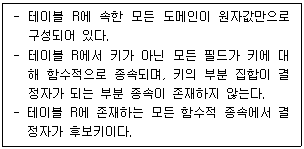 - 테이블 R에 속한 모든 도메인이 원자값만으로
구성되어 있다.
- 테이블 R에서 키가 아닌 모든 필드가 키에 대
해 함수적으로 종속되며, 키의 부분 집합이 결
정자가 되는 부분 종속이 존재하지 않는다.
- 테이블 R에 존재하는 모든 함수적 종속에서 결
정자가 후보키이다.